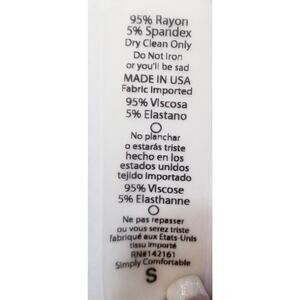 95% Rayon
5% Spandex
Dry Clean Only
Do Not Iron
or you'll be sad
MADE IN USA
Fabric Imported
95% Viscosa
5% Elastano
No planchar
o estarás triste
hecho en los
estados unidos
tejido importado
95% Viscose
5% Elasthanne
Ne pas repasser
ou vous serez triste
fabriqué aux Etats-Unis
tissu importé
RN#142161
Simply Comfortable
S